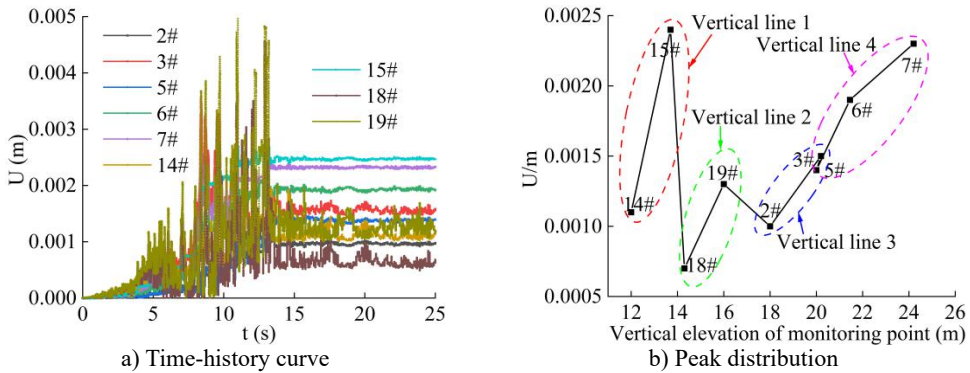 0.005
0.004
0.003
0.002
0.001
0.000
U (m)
2#
3#
5#
6#
7#
14#
15#
18#
19#
0 5 10 15 20 25
t (s)
a) Time-history curve
0.0025
0.0020
0.0015
0.0010
0.0005
U/m
Vertical line 1
Vertical line 4
Vertical line 2
Vertical line 3
15#
7#
6#
3#
5#
19#
14#
2#
18#
12 14 16 18 20 22 24 26
Vertical elevation of monitoring point (m)
b) Peak distribution